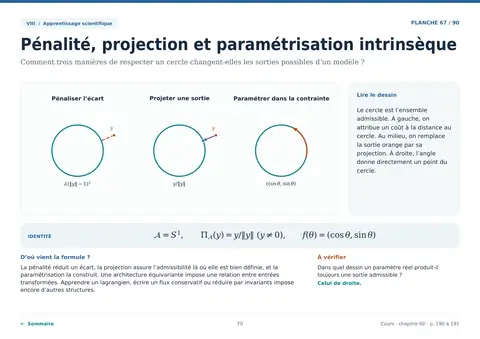 VIII / Apprentissage scientifique
PLANCHE 67 / 90
Pénalité, projection et paramétrisation intrinsèque
Comment trois manières de respecter un cercle changent-elles les sorties possibles d'un modèle ?
Pénaliser l'écart
Projeter une sortie
Paramétrer dans la contrainte
y
y
λ(‖y‖ − 1)²
y/‖y‖
(cos θ, sin θ)
Lire le dessin
Le cercle est l'ensemble
admissible. À gauche, on
attribue un coût à la distance au
cercle. Au milieu, on remplace
la sortie orange par sa
projection. À droite, l'angle
donne directement un point du
cercle.
IDENTITÉ
𝒜 = S¹, Π_𝒜(y) = y/‖y‖ (y ≠ 0), f(θ) = (cos θ, sin θ)
D'où vient la formule ?
La pénalité réduit un écart, la projection assure l'admissibilité là où elle est bien définie, et la
paramétrisation la construit. Une architecture équivariante impose une relation entre entrées
transformées. Apprendre un lagrangien, écrire un flux conservatif ou réduire par invariants impose
encore d'autres structures.
À vérifier
Dans quel dessin un paramètre réel produit-il
toujours une sortie admissible ?
Celui de droite.
← Sommaire
70
Cours · chapitre 60 · p. 190 à 191